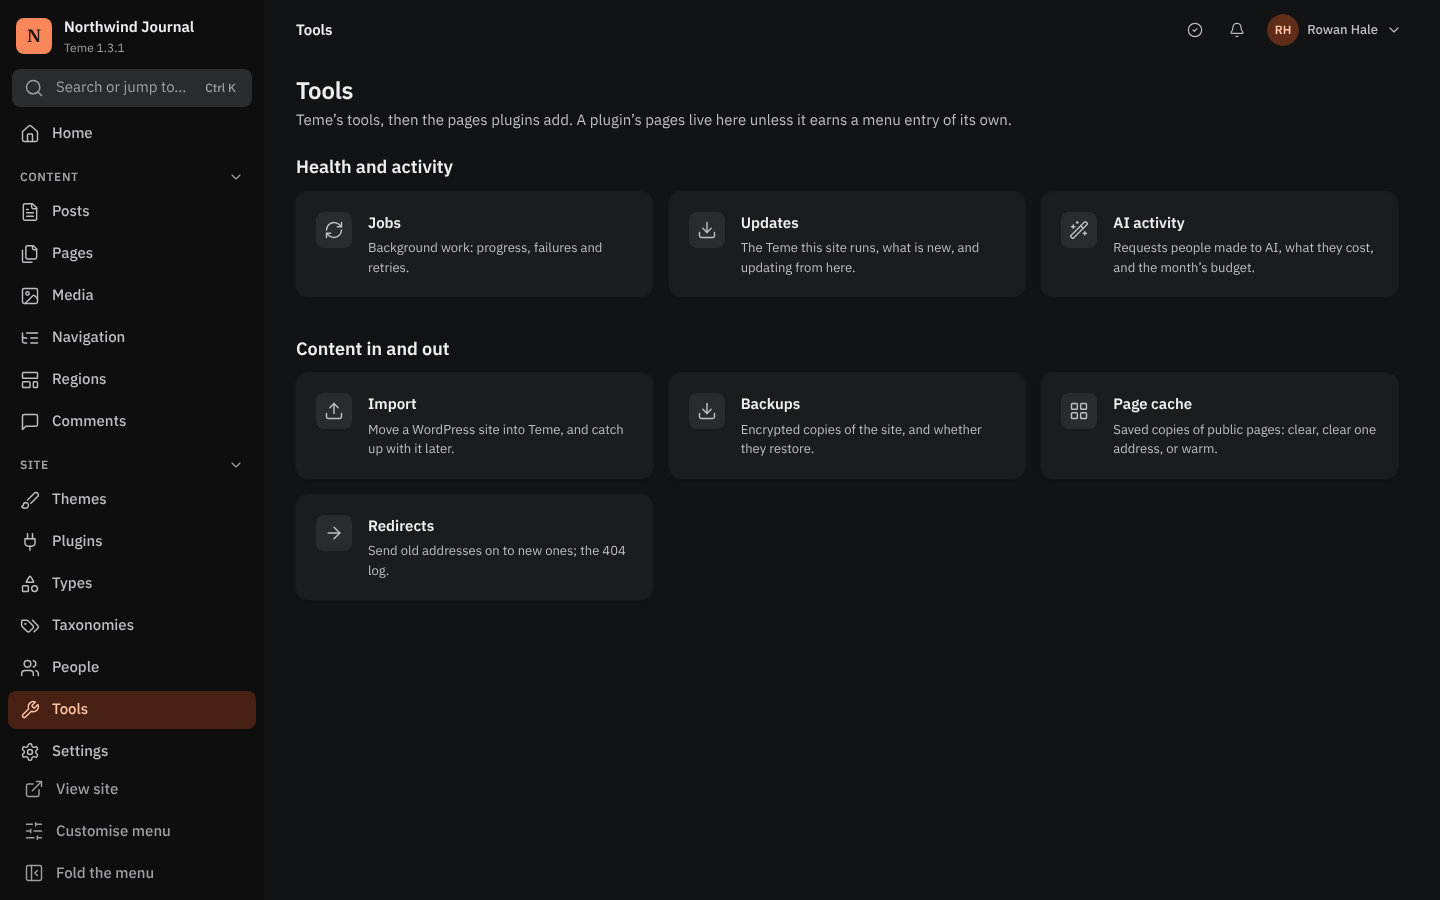 N
Northwind Journal
Teme 1.3.1
Search or jump to...
Ctrl K
Home
CONTENT
Posts
Pages
Media
Navigation
Regions
Comments
SITE
Themes
Plugins
Types
Taxonomies
People
Tools
Settings
View site
Customise menu
Fold the menu
Tools
RH
Rowan Hale
Tools
Teme’s tools, then the pages plugins add. A plugin’s pages live here unless it earns a menu entry of its own.
Health and activity
Jobs
Background work: progress, failures and
retries.
Updates
The Teme this site runs, what is new, and
updating from here.
AI activity
Requests people made to AI, what they cost,
and the month’s budget.
Content in and out
Import
Move a WordPress site into Teme, and catch
up with it later.
Backups
Encrypted copies of the site, and whether
they restore.
Page cache
Saved copies of public pages: clear, clear one
address, or warm.
Redirects
Send old addresses on to new ones; the 404
log.